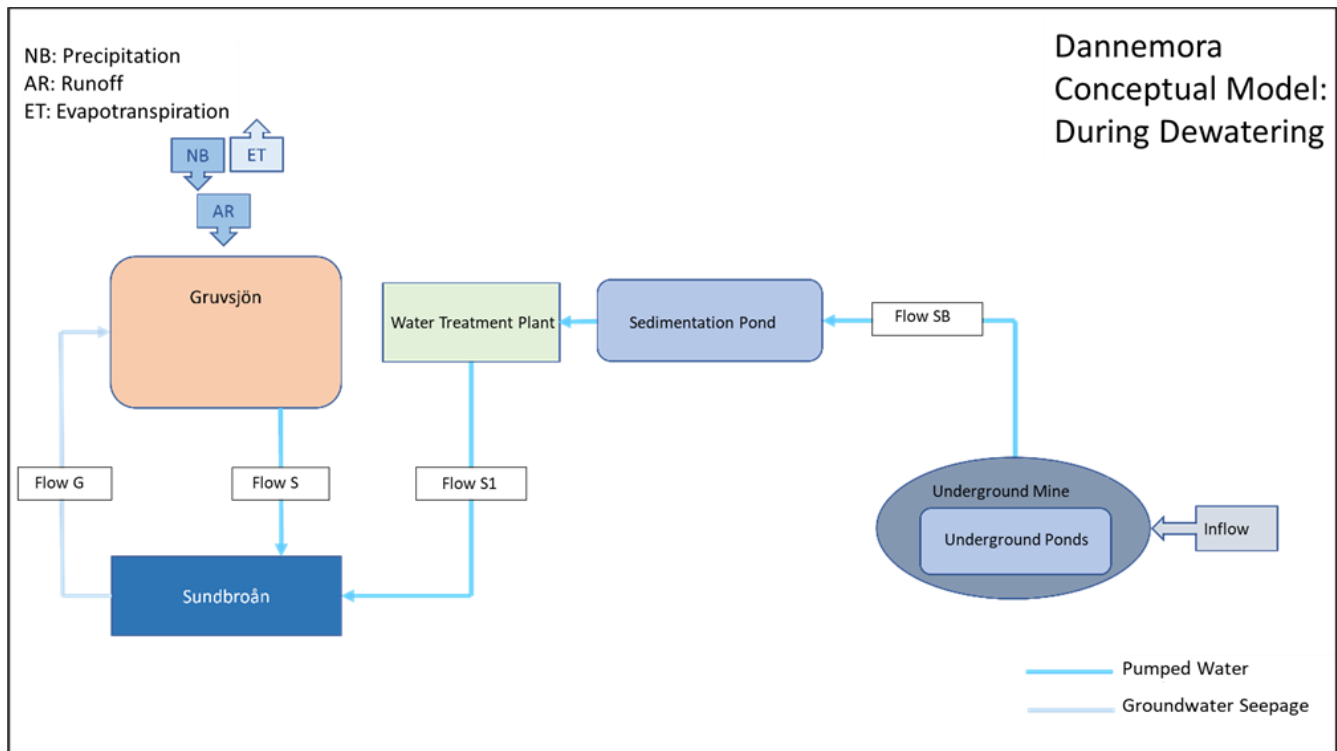 NB: Precipitation
AR: Runoff
ET: Evapotranspiration
Dannemora
Conceptual Model:
During Dewatering
NB
ET
AR
Gruvsjön
Water Treatment Plant
Sedimentation Pond
Flow SB
Flow G
Flow S
Flow S1
Underground Mine
Underground Ponds
Inflow
Sundbroån
Pumped Water
Groundwater Seepage